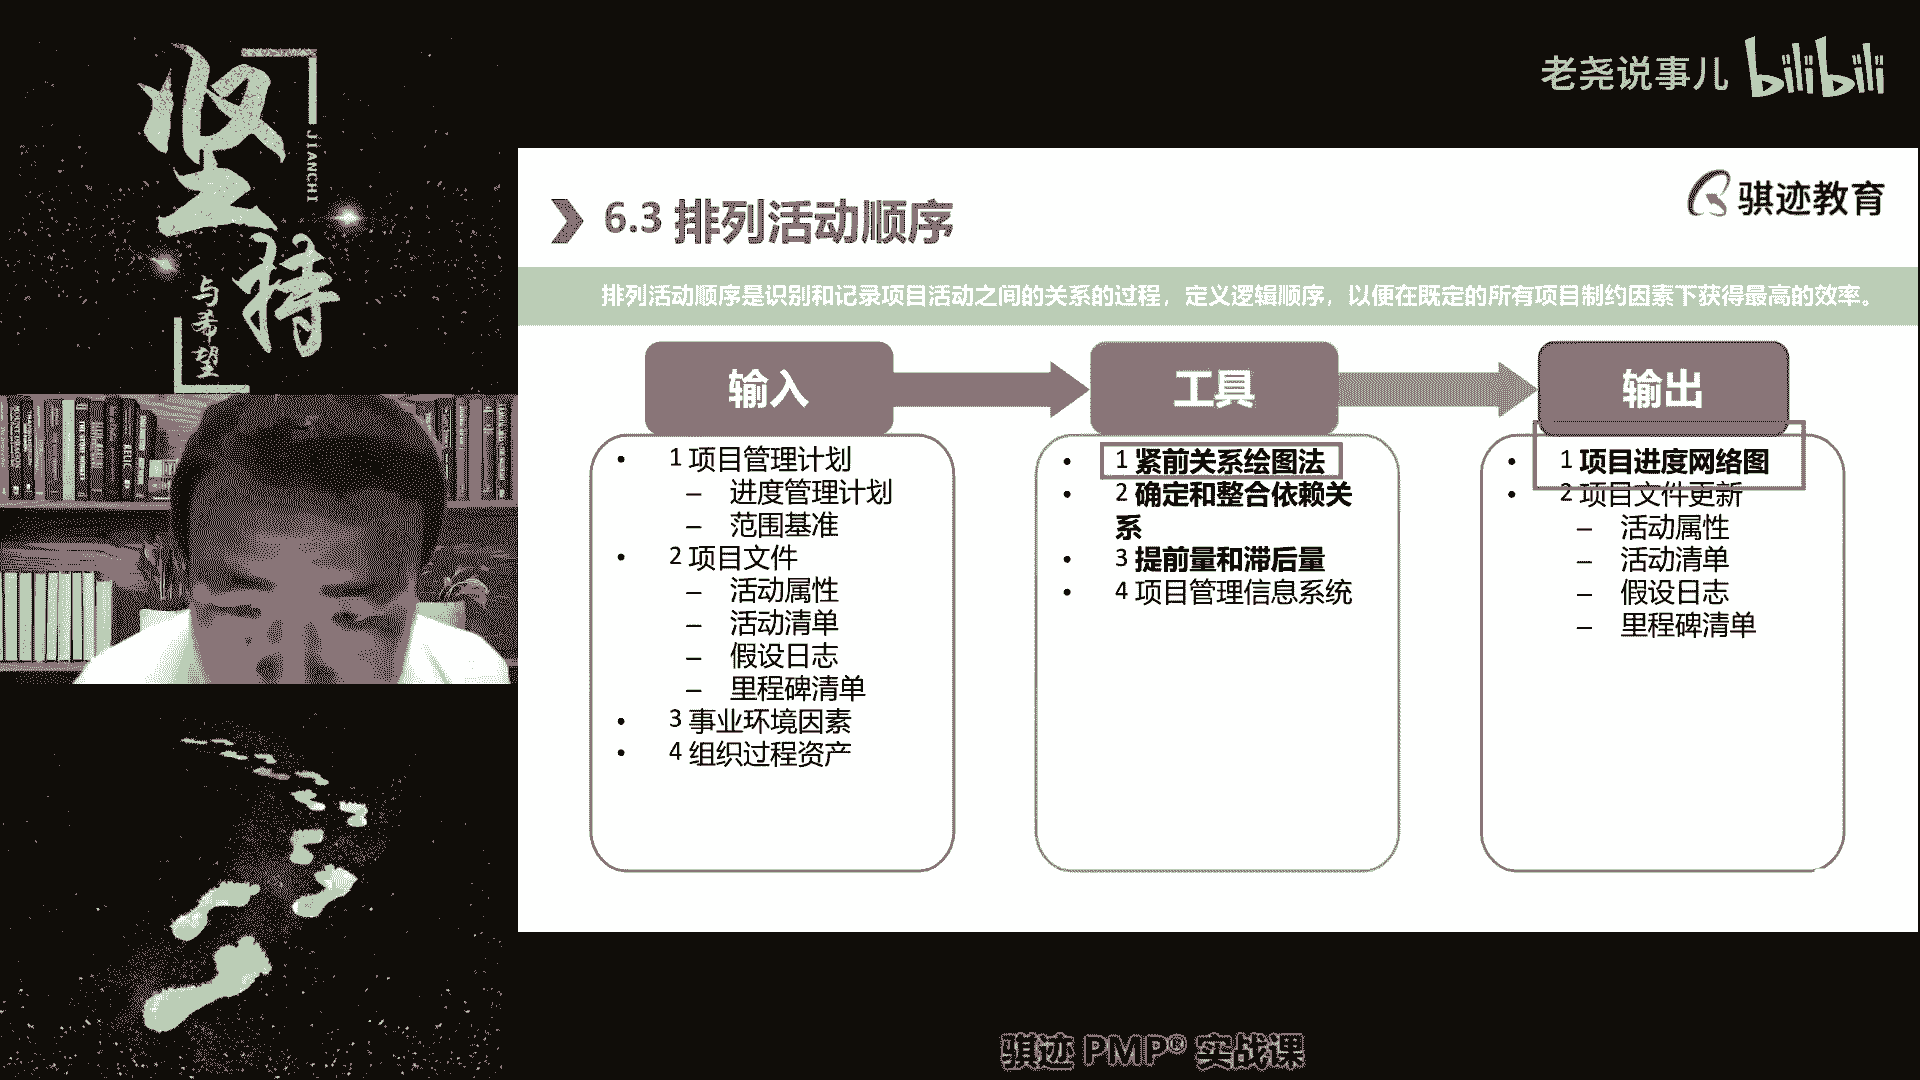 坚持
JIANCHI
与希望
老尧说事儿 bilibili
骐迹教育
6.3 排列活动顺序
排列活动顺序是识别和记录项目活动之间的关系的过程，定义逻辑顺序，以便在既定的所有项目制约因素下获得最高的效率。
输入
• 1 项目管理计划
– 进度管理计划
– 范围基准
• 2 项目文件
– 活动属性
– 活动清单
– 假设日志
– 里程碑清单
• 3 事业环境因素
• 4 组织过程资产
工具
• 1 紧前关系绘图法
• 2 确定和整合依赖关
系
• 3 提前量和滞后量
• 4 项目管理信息系统
输出
• 1 项目进度网络图
• 2 项目文件更新
– 活动属性
– 活动清单
– 假设日志
– 里程碑清单
骐迹 PMP® 实战课